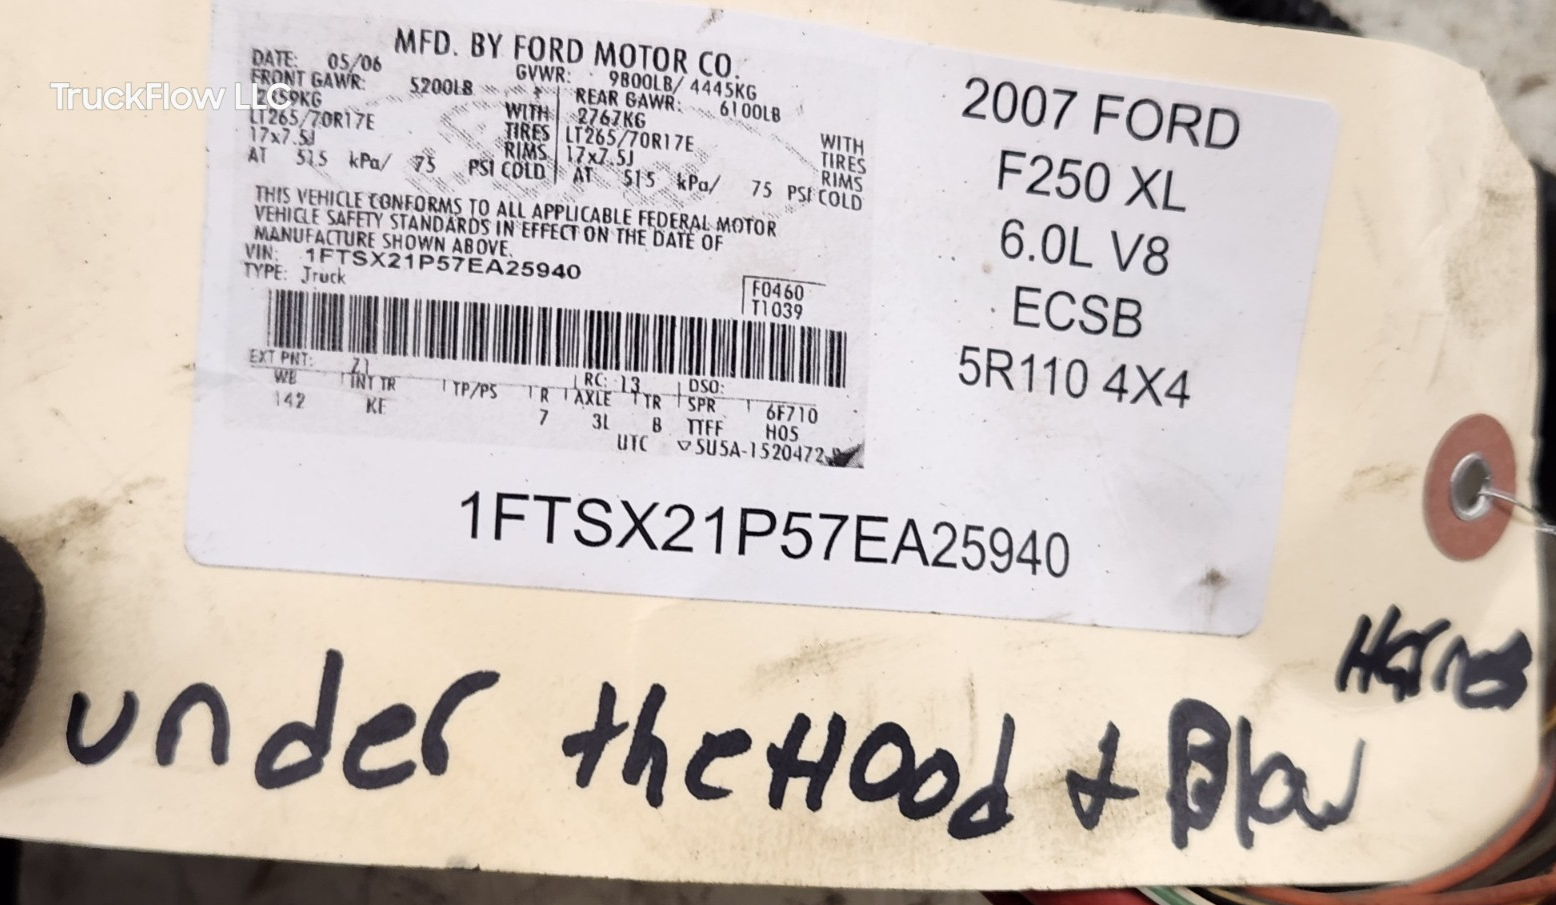 TruckFlow LLC
MFD. BY FORD MOTOR CO.
DATE: 05/06 GVWR: 9800LB/ 4445KG
FRONT GAWR: 5200LB REAR GAWR: 6100LB
2359KG WITH 2767KG WITH
LT265/70R17E TIRES LT265/70R17E TIRES
17x7.5J RIMS 17x7.5J RIMS
AT 515 kPa/ 75 PSI COLD AT 515 kPa/ 75 PSI COLD
THIS VEHICLE CONFORMS TO ALL APPLICABLE FEDERAL MOTOR
VEHICLE SAFETY STANDARDS IN EFFECT ON THE DATE OF
MANUFACTURE SHOWN ABOVE.
VIN: 1FTSX21P57EA25940
TYPE: Truck
F0460
T1039
EXT PNT: Z1 RC: 13 DSO:
WB INT TR TP/PS R AXLE TR SPR 6F710
142 KE 7 3L B TTFF H05
UTC ▽5U5A-1520472
2007 FORD
F250 XL
6.0L V8
ECSB
5R110 4X4
1FTSX21P57EA25940
Harness
under the Hood &